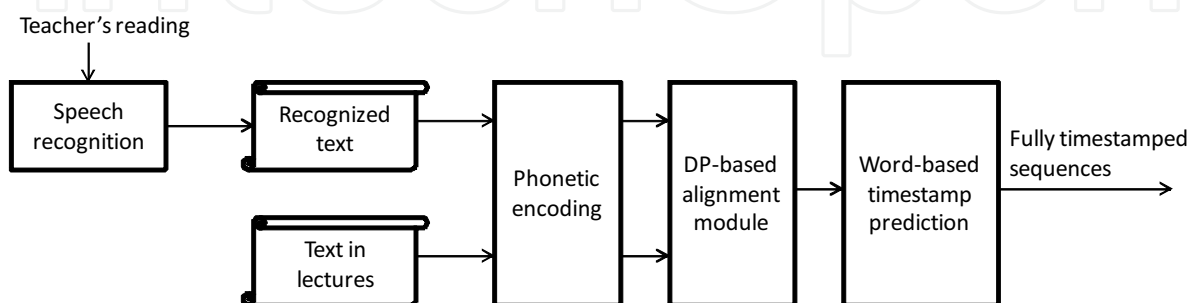 Teacher's reading
Speech
recognition
Recognized
text
Text in
lectures
Phonetic
encoding
DP-based
alignment
module
Word-based
timestamp
prediction
Fully timestamped
sequences